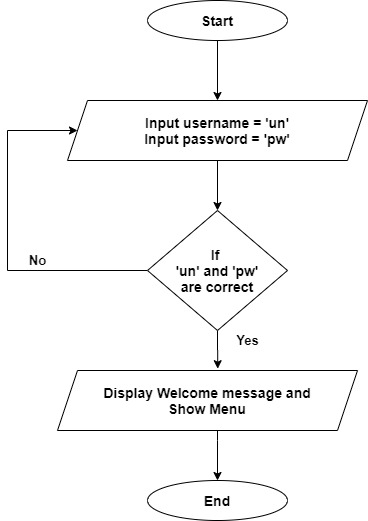 Start
Input username = 'un'
Input password = 'pw'
If
'un' and 'pw'
are correct
No
Yes
Display Welcome message and
Show Menu
End